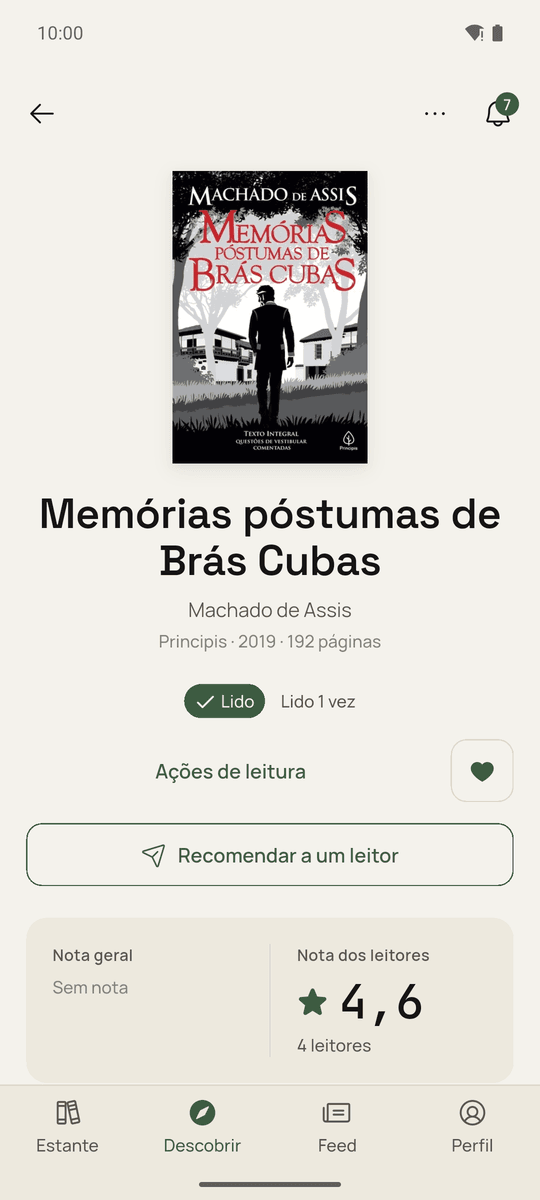 10:00
7
MACHADO DE ASSIS
MEMÓRIAS
PÓSTUMAS DE
BRÁS CUBAS
TEXTO INTEGRAL
QUESTÕES DE VESTIBULAR
COMENTADAS
Principis
Memórias póstumas de
Brás Cubas
Machado de Assis
Principis · 2019 · 192 páginas
Lido
Lido 1 vez
Ações de leitura
Recomendar a um leitor
Nota geral
Sem nota
Nota dos leitores
4,6
4 leitores
Estante
Descobrir
Feed
Perfil